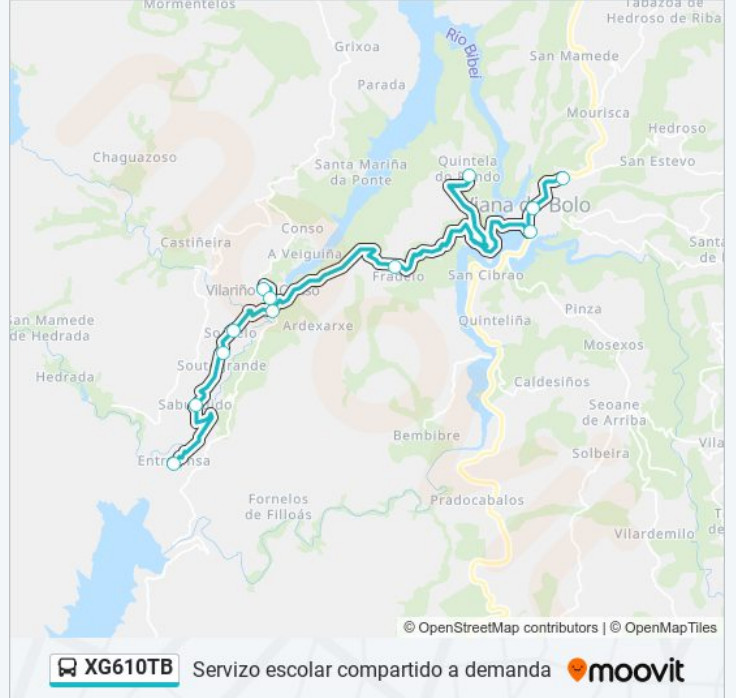 Mormentelos
Tabazoa de
Hedroso de Riba
Grixoa
Río Bibei
San Mamede
Parada
Mourisca
Hedroso
Chaguazoso
Santa Mariña
da Ponte
Quintela
de
San Estevo
Bolo
Conso
Castiñeira
A Veiguiña
Fradelo
San Cibrao
Vilariño
Pinza
San Mamede
de Hedrada
Ardexarxe
Quinteliña
Mosexos
Hedrada
Caldesiños
Seoane
de Arriba
Bembibre
Solbeira
Fornelos
de Filloás
Pradocabalos
Vilardemilo
© OpenStreetMap contributors | © OpenMapTiles
XG610TB Servizo escolar compartido a demanda moovit